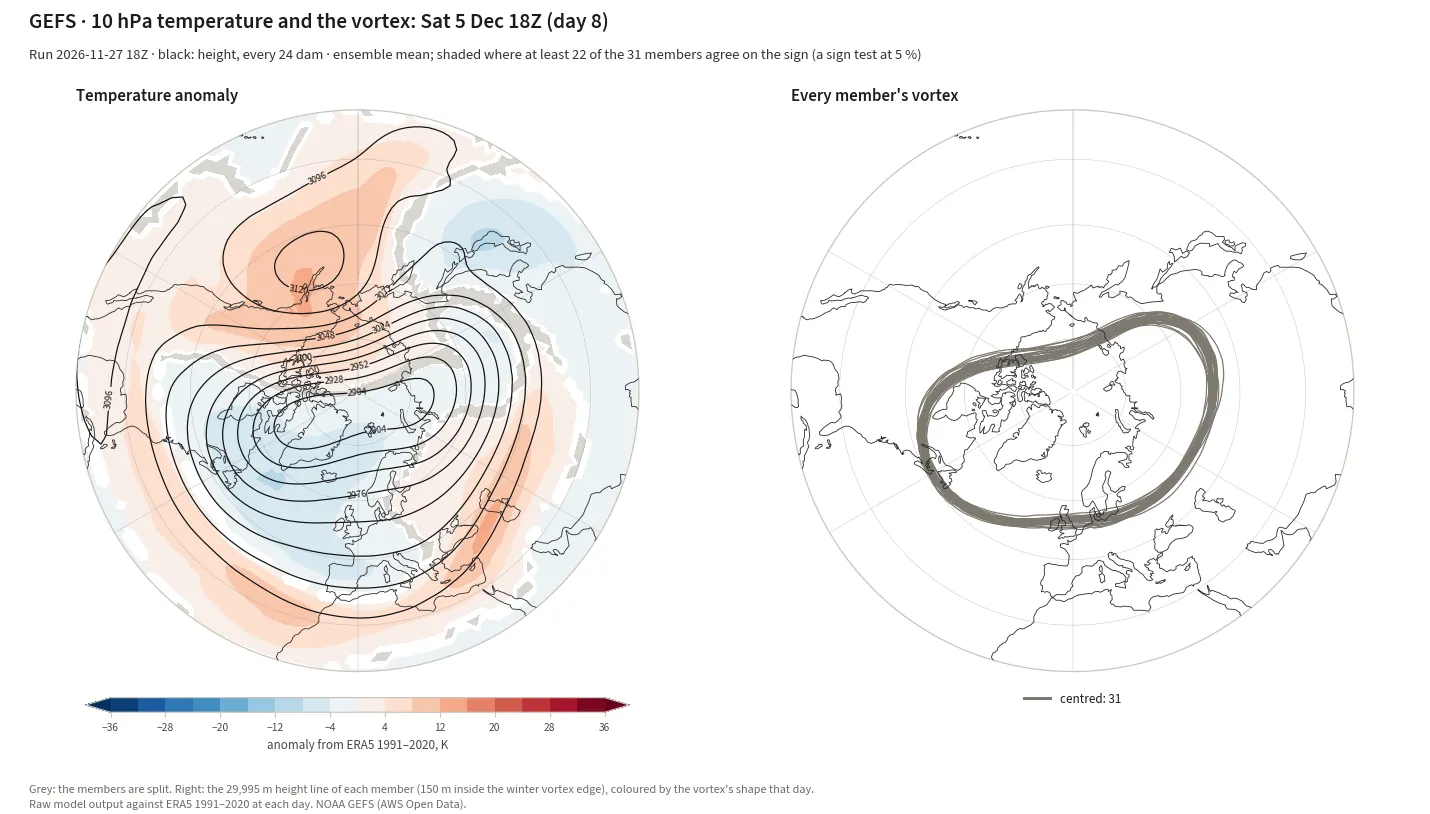 GEFS · 10 hPa temperature and the vortex: Sat 5 Dec 18Z (day 8)
Run 2026-11-27 18Z · black: height, every 24 dam · ensemble mean; shaded where at least 22 of the 31 members agree on the sign (a sign test at 5 %)
Temperature anomaly
Every member's vortex
3096
3120
3048
3024
2952
2928
2904
2976
3096
−36 −28 −20 −12 −4 4 12 20 28 36
anomaly from ERA5 1991–2020, K
centred: 31
Grey: the members are split. Right: the 29,995 m height line of each member (150 m inside the winter vortex edge), coloured by the vortex's shape that day.
Raw model output against ERA5 1991–2020 at each day. NOAA GEFS (AWS Open Data).